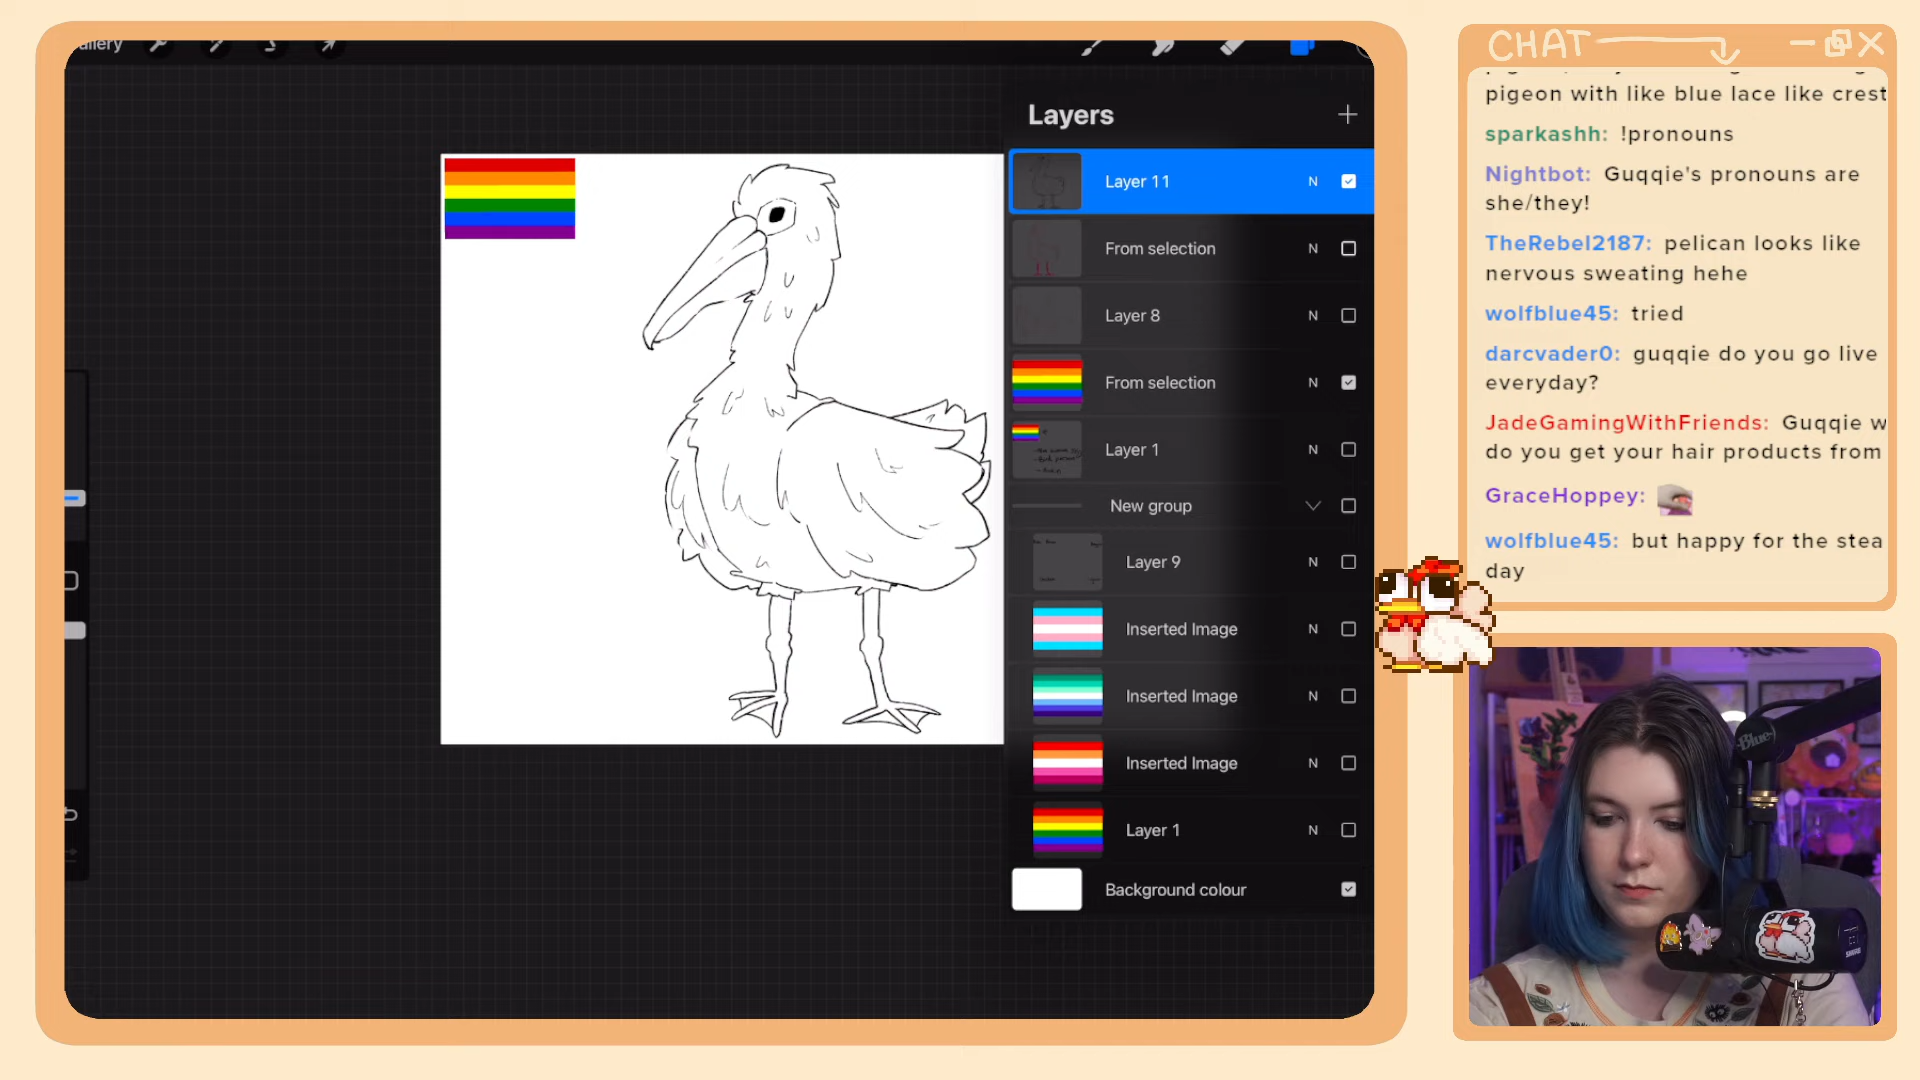 Layers
Layer 11 N
From selection N
Layer 8 N
From selection N
Layer 1 N
New group
Layer 9 N
Inserted Image N
Inserted Image N
Inserted Image N
Layer 1 N
Background colour
CHAT
pigeon with like blue lace like crest
sparkashh: !pronouns
Nightbot: Guqqie's pronouns are
she/they!
TheRebel2187: pelican looks like
nervous sweating hehe
wolfblue45: tried
darcvader0: guqqie do you go live
everyday?
JadeGamingWithFriends: Guqqie w
do you get your hair products from
GraceHoppey:
wolfblue45: but happy for the stea
day
Blue